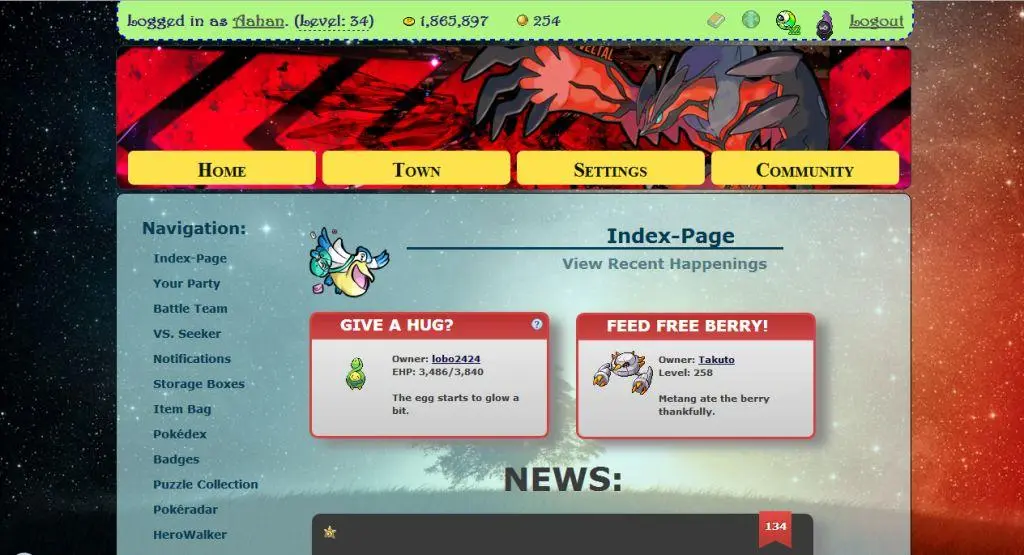 Logged in as Aaban. (Level: 34) 1,865,897 254 Logout
VELTAL
Home Town Settings Community
Navigation:
Index-Page
Your Party
Battle Team
VS. Seeker
Notifications
Storage Boxes
Item Bag
Pokédex
Badges
Puzzle Collection
Pokéradar
HeroWalker
Index-Page
View Recent Happenings
GIVE A HUG? ?
Owner: lobo2424
EHP: 3,486/3,840
The egg starts to glow a
bit.
FEED FREE BERRY!
Owner: Takuto
Level: 258
Metang ate the berry
thankfully.
NEWS:
134